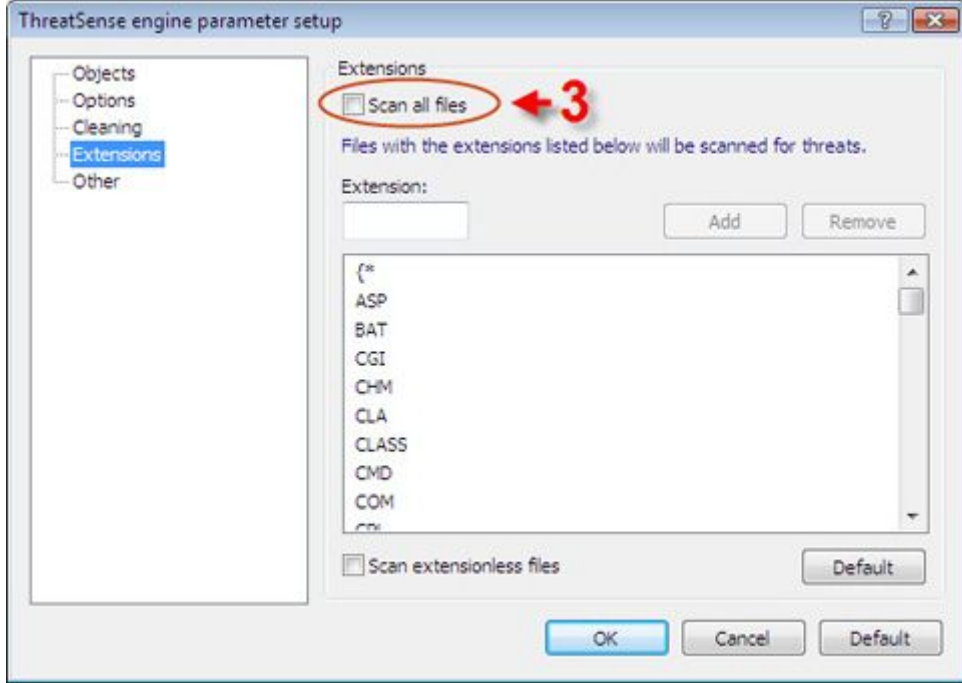 ThreatSense engine parameter setup
Objects
Options
Cleaning
Extensions
Other
Extensions
Scan all files
3
Files with the extensions listed below will be scanned for threats.
Extension:
Add
Remove
{*
ASP
BAT
CGI
CHM
CLA
CLASS
CMD
COM
CPL
Scan extensionless files
Default
OK
Cancel
Default